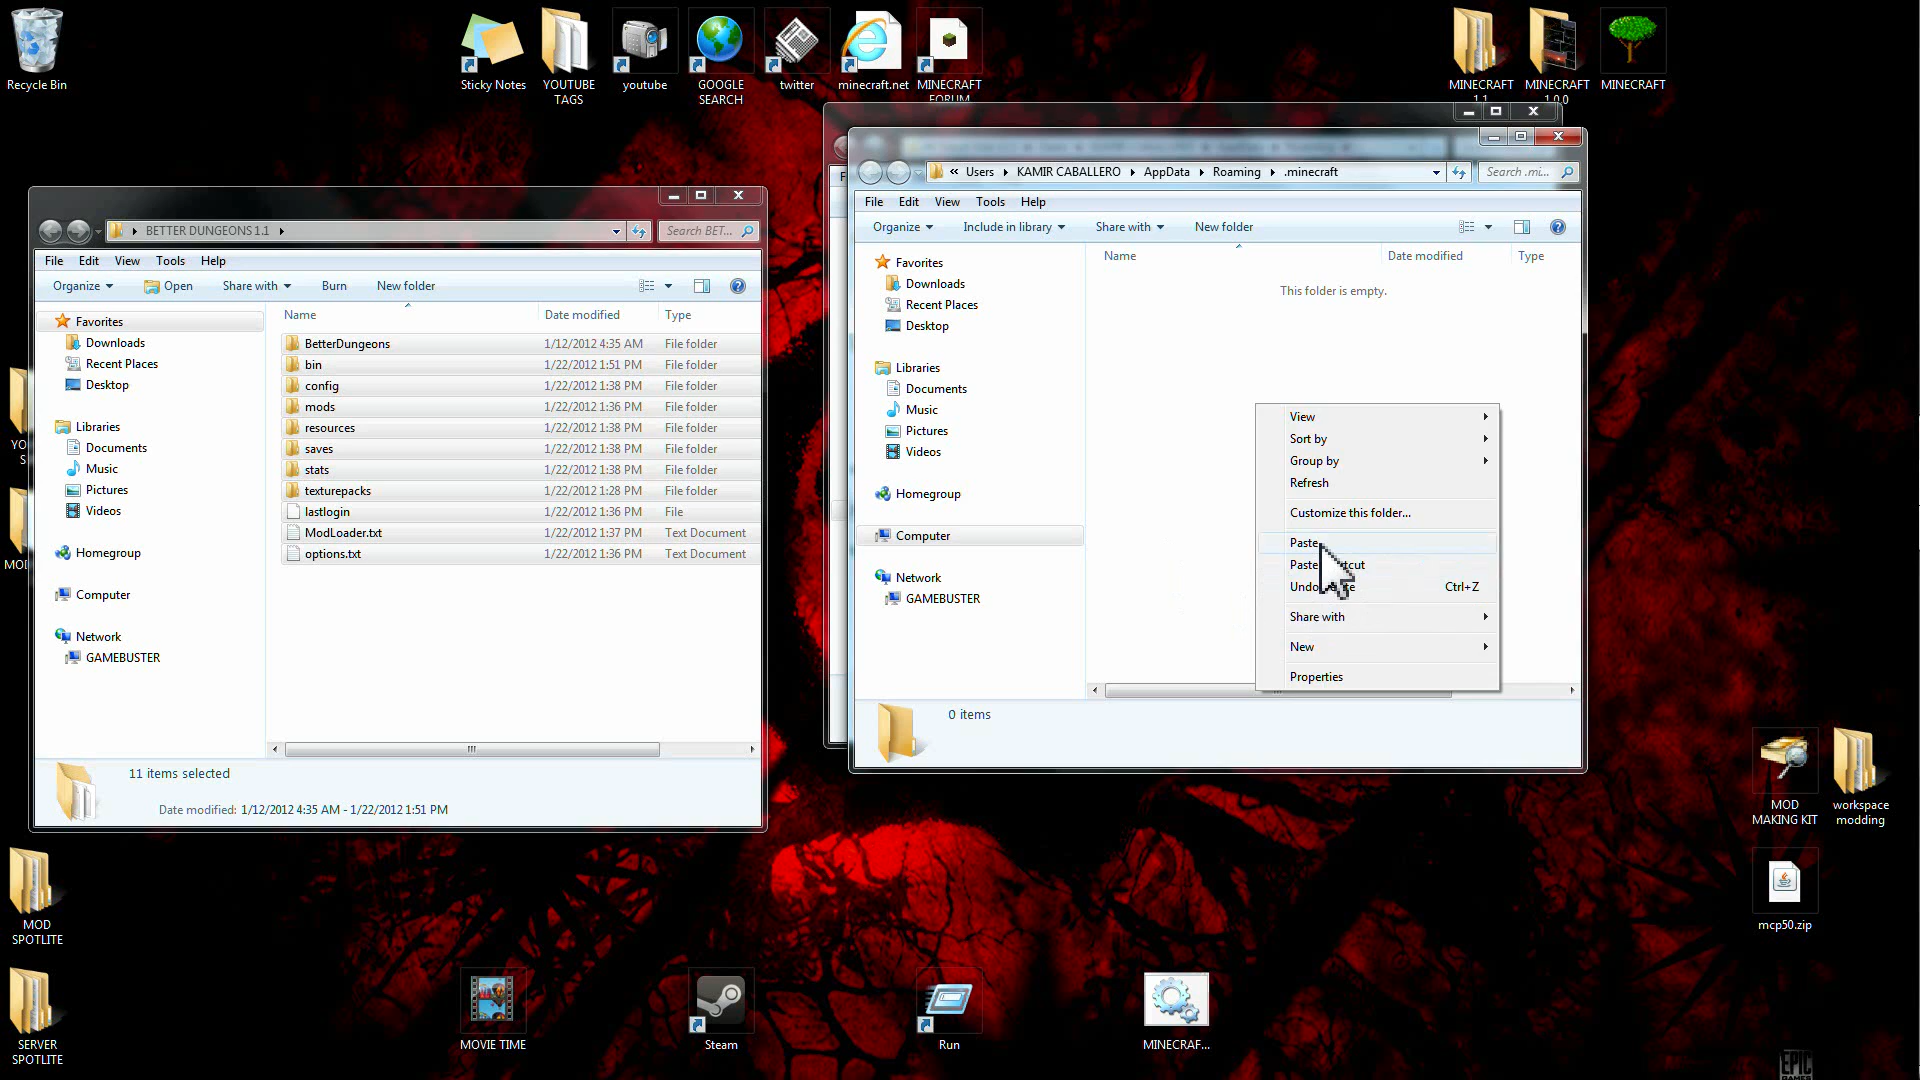 Recycle Bin
Sticky Notes
YOUTUBE
TAGS
youtube
GOOGLE
SEARCH
twitter
minecraft.net
MINECRAFT
FORUM
MINECRAFT
1.1
MINECRAFT
1.0.0
MINECRAFT
BETTER DUNGEONS 1.1
Search BET...
File Edit View Tools Help
Organize Open Share with Burn New folder
Favorites
Downloads
Recent Places
Desktop
Libraries
Documents
Music
Pictures
Videos
Homegroup
Computer
Network
GAMEBUSTER
Name Date modified Type
BetterDungeons 1/12/2012 4:35 AM File folder
bin 1/22/2012 1:51 PM File folder
config 1/22/2012 1:38 PM File folder
mods 1/22/2012 1:36 PM File folder
resources 1/22/2012 1:38 PM File folder
saves 1/22/2012 1:38 PM File folder
stats 1/22/2012 1:38 PM File folder
texturepacks 1/22/2012 1:28 PM File folder
lastlogin 1/22/2012 1:36 PM File
ModLoader.txt 1/22/2012 1:37 PM Text Document
options.txt 1/22/2012 1:36 PM Text Document
11 items selected
Date modified: 1/12/2012 4:35 AM - 1/22/2012 1:51 PM
« Users KAMIR CABALLERO AppData Roaming .minecraft
Search .mi...
File Edit View Tools Help
Organize Include in library Share with New folder
Favorites
Downloads
Recent Places
Desktop
Libraries
Documents
Music
Pictures
Videos
Homegroup
Computer
Network
GAMEBUSTER
Name Date modified Type
This folder is empty.
View
Sort by
Group by
Refresh
Customize this folder...
Paste
Paste
Undo Ctrl+Z
Share with
New
Properties
0 items
YO
S
MOD
MOD
SPOTLITE
SERVER
SPOTLITE
MOVIE TIME
Steam
Run
MINECRAF...
MOD
MAKING KIT
workspace
modding
mcp50.zip
EPIC